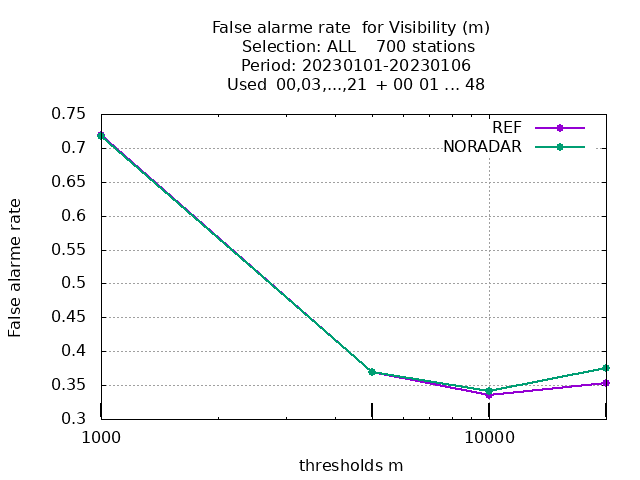 False alarme rate for Visibility (m)
Selection: ALL 700 stations
Period: 20230101-20230106
Used 00,03,...,21 + 00 01 ... 48
REF
NORADAR
False alarme rate
0.75
0.7
0.65
0.6
0.55
0.5
0.45
0.4
0.35
0.3
1000
10000
thresholds m